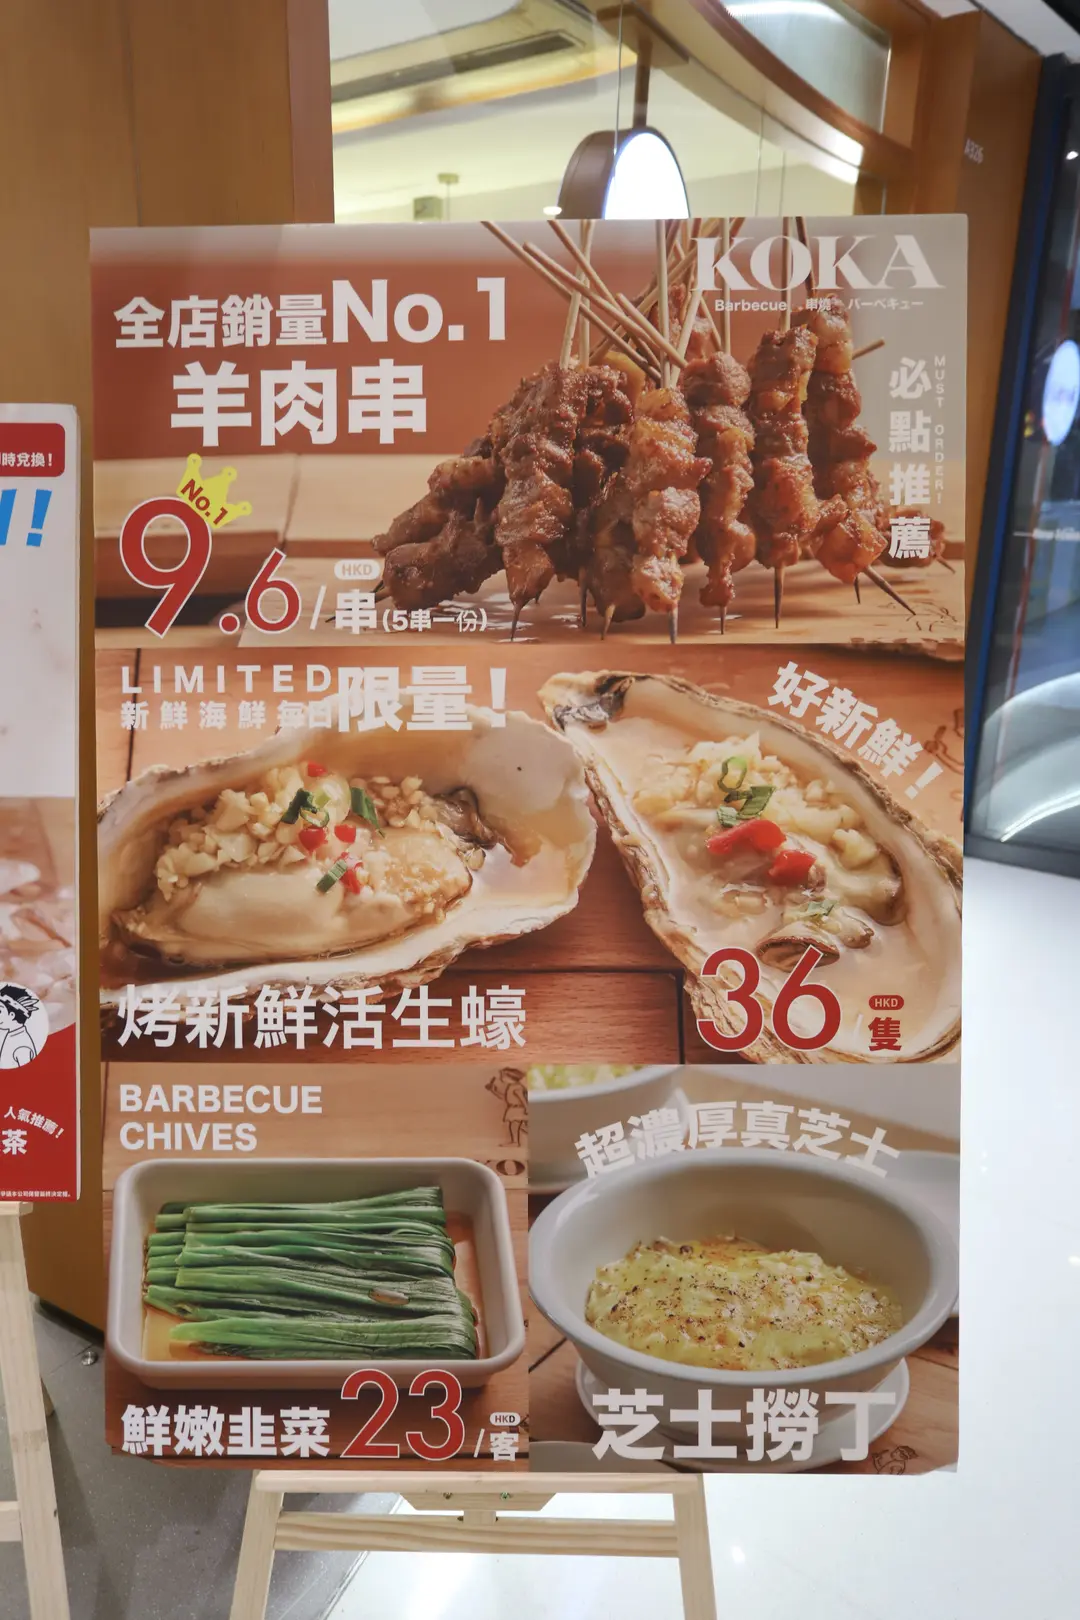 KOKA
Barbecue 串燒 バーベキュー
全店銷量No.1
羊肉串
必點推薦
MUST ORDER!
No.1
9.6/串(5串一份)
HKD
LIMITED
新鮮海鮮每日限量!
好新鮮!
烤新鮮活生蠔
36
HKD
隻
BARBECUE
CHIVES
鮮嫩韭菜23/客
HKD
超濃厚真芝士
芝士撈丁
時兌換!
!
人氣推薦!
茶
A326